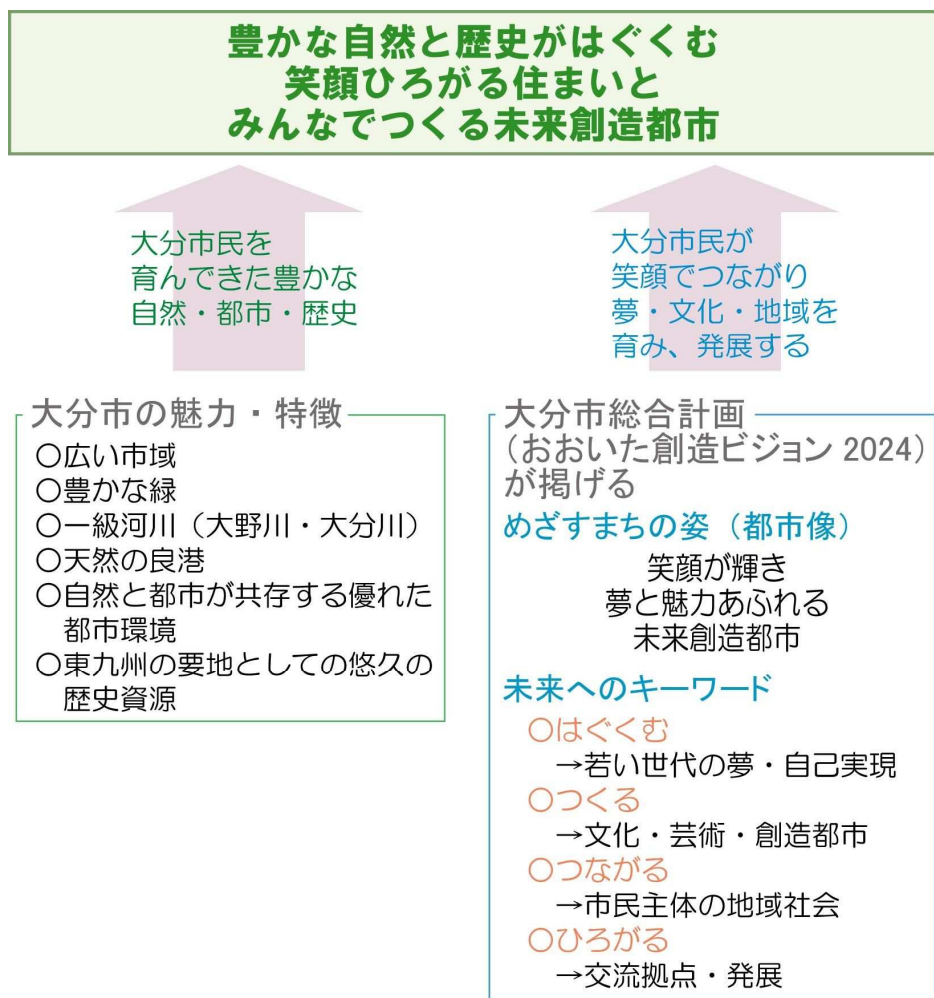 豊かな自然と歴史がはぐくむ
笑顔ひろがる住まいと
みんなでつくる未来創造都市
大分市民を
育んできた豊かな
自然・都市・歴史
大分市民が
笑顔でつながり
夢・文化・地域を
育み、発展する
大分市の魅力・特徴
○広い市域
○豊かな緑
○一級河川（大野川・大分川）
○天然の良港
○自然と都市が共存する優れた
都市環境
○東九州の要地としての悠久の
歴史資源
大分市総合計画
（おおいた創造ビジョン 2024）
が掲げる
めざすまちの姿（都市像）
笑顔が輝き
夢と魅力あふれる
未来創造都市
未来へのキーワード
○はぐくむ
→若い世代の夢・自己実現
○つくる
→文化・芸術・創造都市
○つながる
→市民主体の地域社会
○ひろがる
→交流拠点・発展